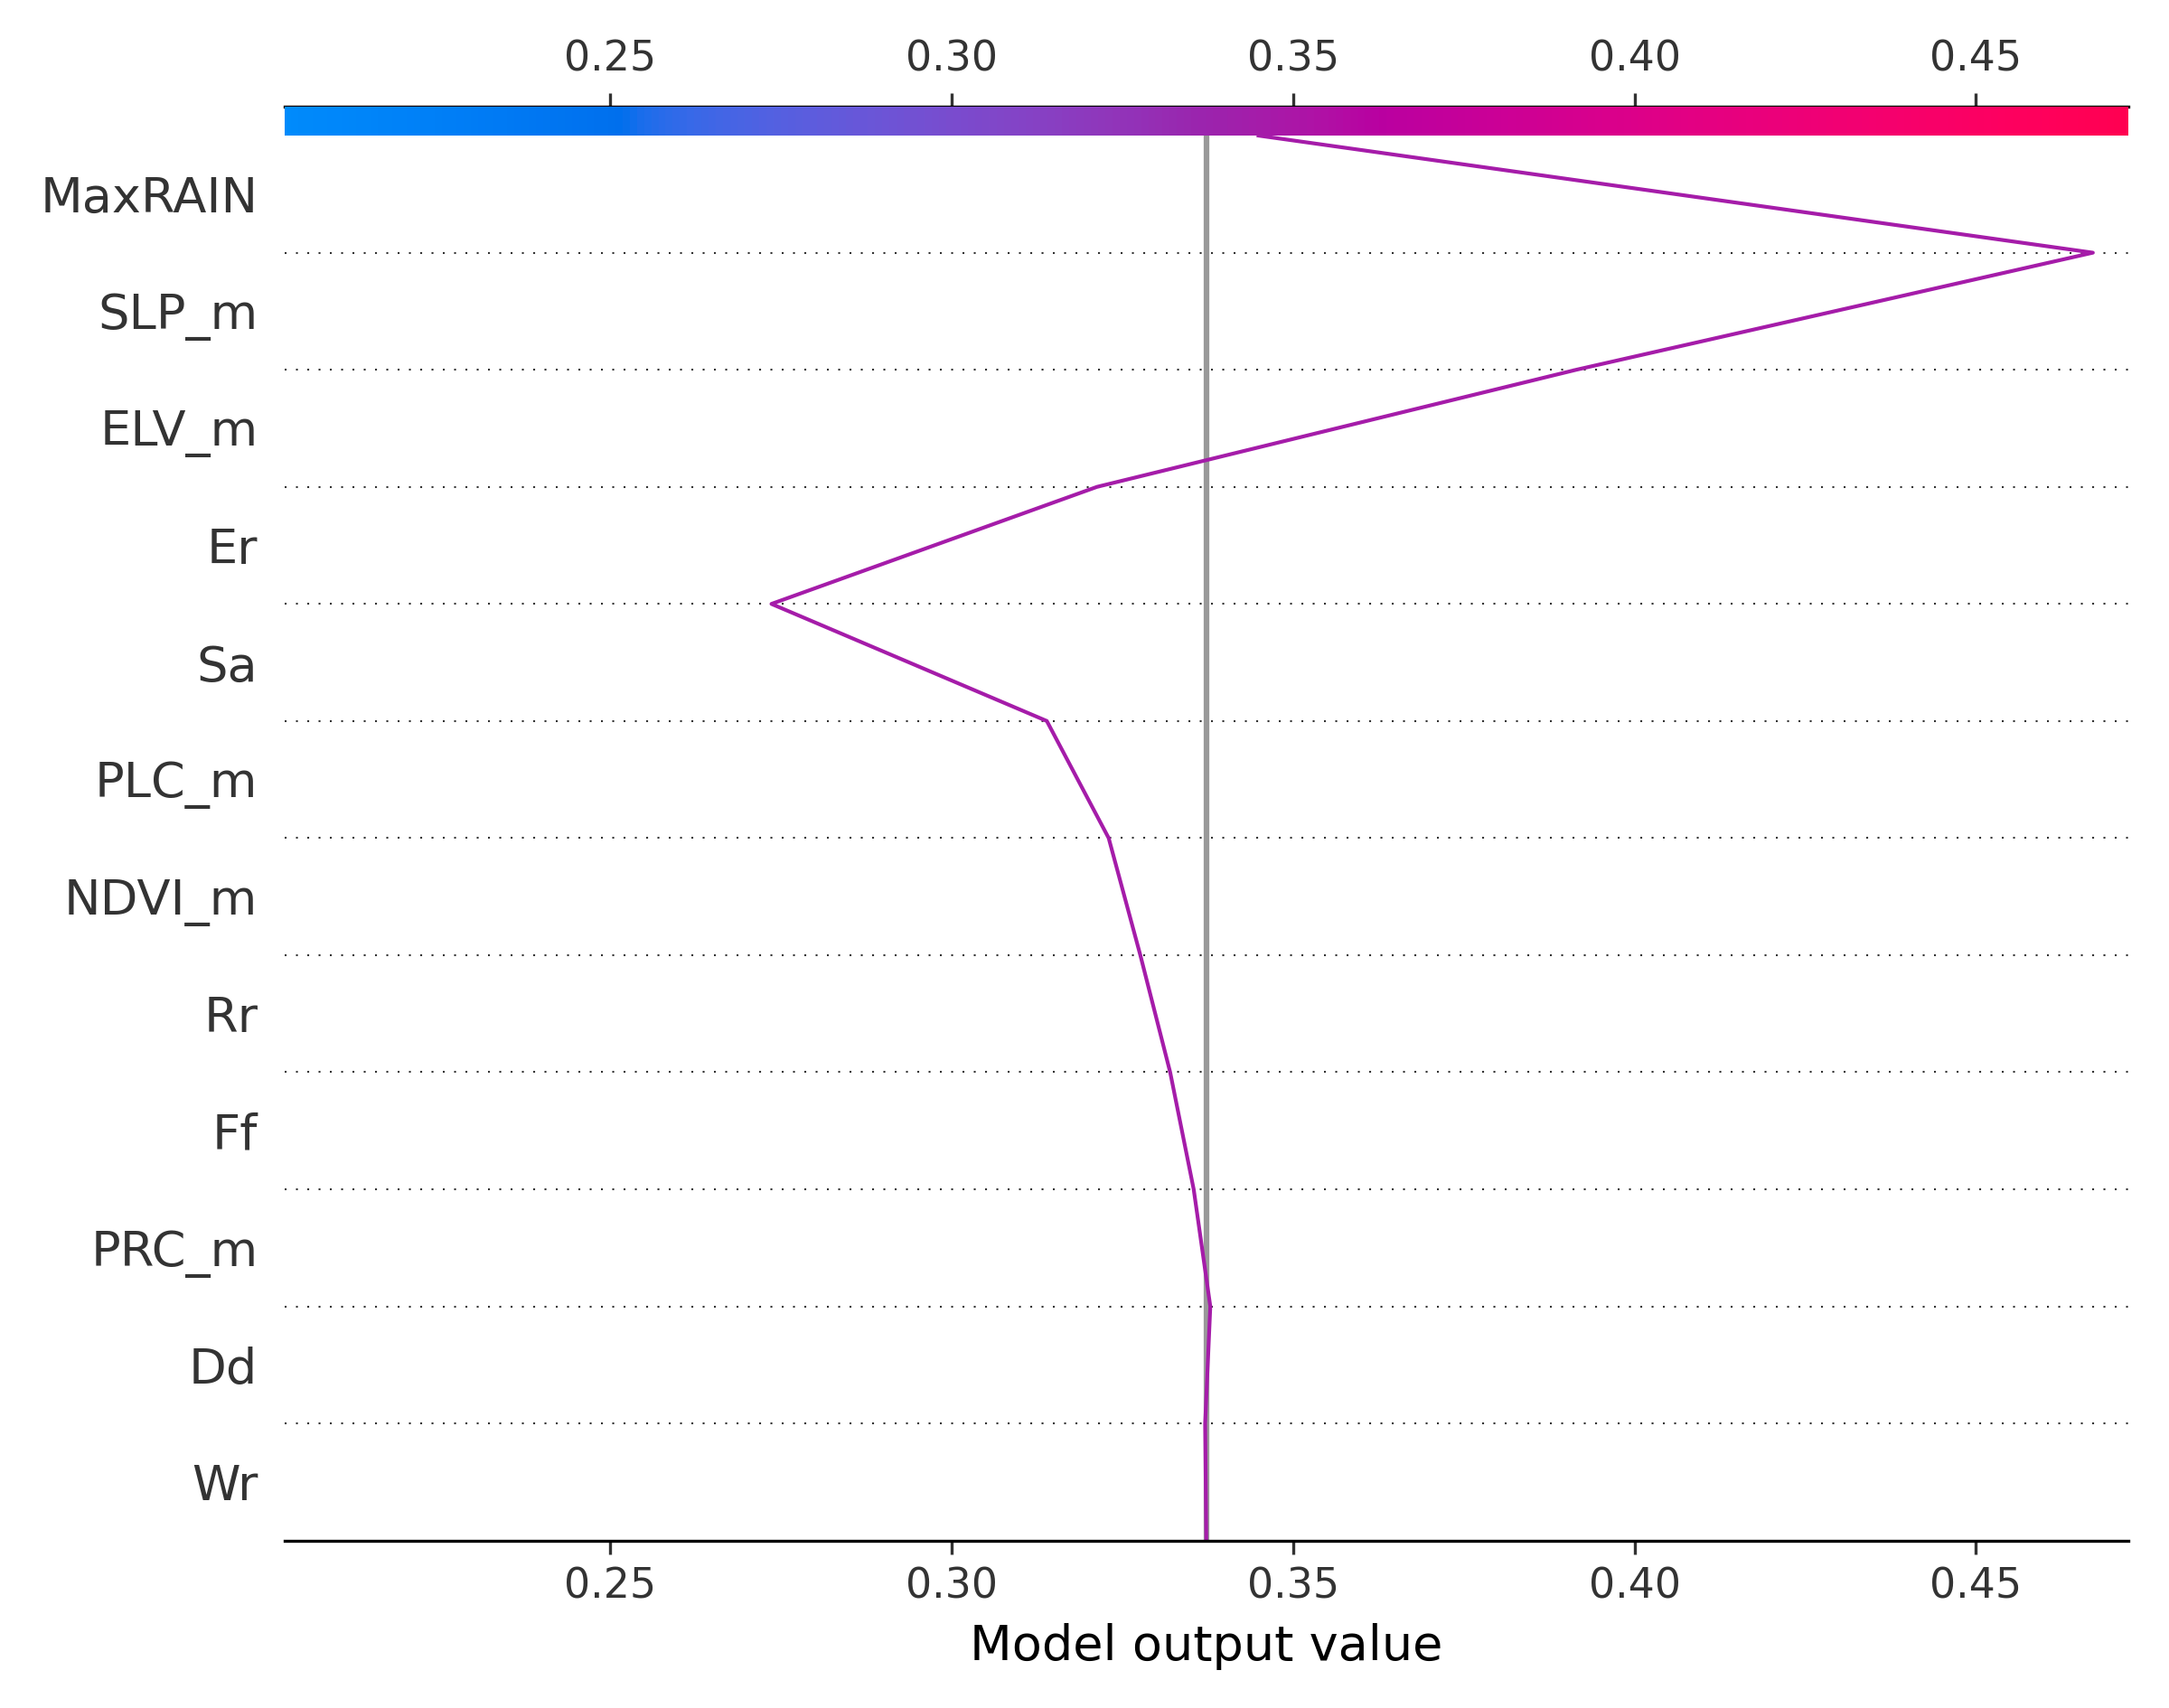 0.25 0.30 0.35 0.40 0.45
MaxRAIN
SLP_m
ELV_m
Er
Sa
PLC_m
NDVI_m
Rr
Ff
PRC_m
Dd
Wr
0.25 0.30 0.35 0.40 0.45
Model output value